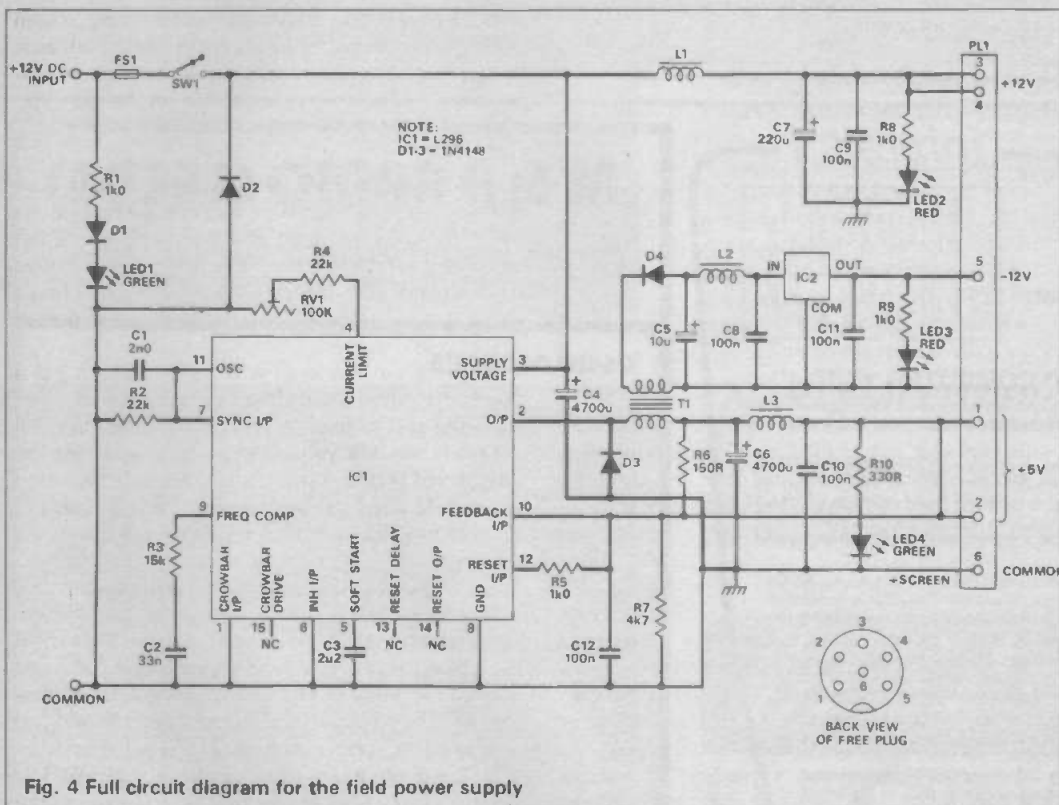 +12V DC
INPUT
FS1
SW1
L1
PL1
3
4
+12V
NOTE:
IC1 = L296
D1-3 = 1N4148
C7
220u
C9
100n
R8
1k0
LED2
RED
R1
1k0
D1
LED1
GREEN
D2
R4
22k
RV1
100K
D4
L2
IN
OUT
IC2
COM
5
-12V
C5
10u
C8
100n
C11
100n
R9
1k0
LED3
RED
C1
2n0
R2
22k
11
OSC
7
SYNC I/P
4
CURRENT
LIMIT
SUPPLY
VOLTAGE
3
O/P
2
C4
4700u
T1
L3
1
+5V
2
D3
R6
150R
C6
4700u
C10
100n
R10
330R
IC1
9
FREQ COMP
FEEDBACK
I/P
10
RESET
I/P
12
R5
1k0
LED4
GREEN
6
COMMON
+SCREEN
R3
15k
C2
33n
CROWBAR
I/P
CROWBAR
DRIVE
INH I/P
SOFT START
RESET DELAY
RESET O/P
GND
1
15
NC
6
5
13
NC
14
NC
8
C3
2u2
C12
100n
R7
4k7
COMMON
3
2
4
6
1
5
BACK VIEW
OF FREE PLUG
Fig. 4 Full circuit diagram for the field power supply